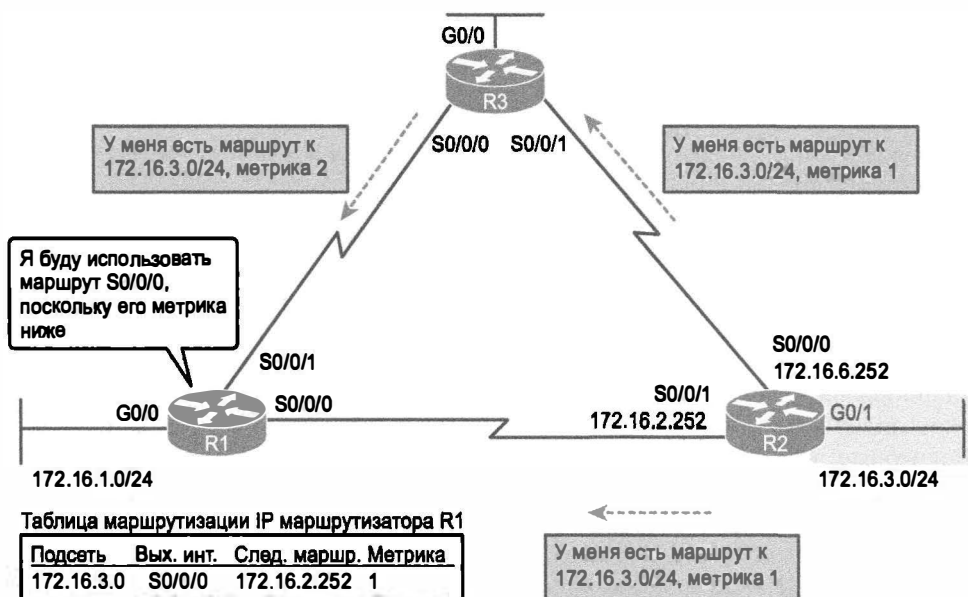 G0/0
R3
S0/0/0 S0/0/1
У меня есть маршрут к
172.16.3.0/24, метрика 2
У меня есть маршрут к
172.16.3.0/24, метрика 1
Я буду использовать
маршрут S0/0/0,
поскольку его метрика
ниже
S0/0/1
S0/0/0
172.16.6.252
G0/0
S0/0/0
R1
S0/0/1
172.16.2.252
R2
G0/1
172.16.1.0/24
172.16.3.0/24
Таблица маршрутизации IP маршрутизатора R1
Подсеть Вых. инт. След. маршр. Метрика
172.16.3.0 S0/0/0 172.16.2.252 1
У меня есть маршрут к
172.16.3.0/24, метрика 1